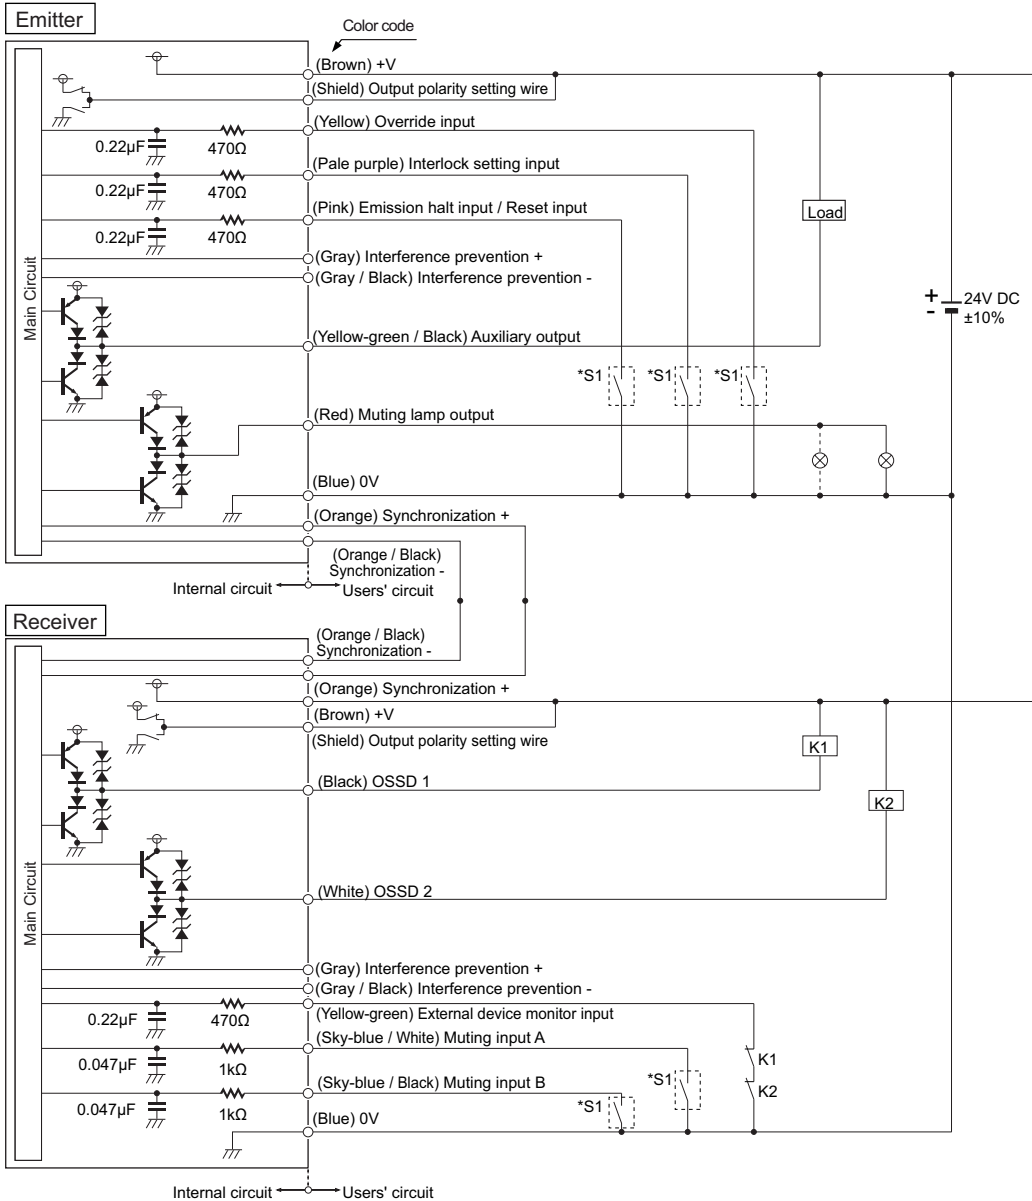 Emitter
Color code
(Brown) +V
(Shield) Output polarity setting wire
(Yellow) Override input
0.22μF
470Ω
(Pale purple) Interlock setting input
0.22μF
470Ω
(Pink) Emission halt input / Reset input
0.22μF
470Ω
Load
(Gray) Interference prevention +
(Gray / Black) Interference prevention -
Main Circuit
+
-
24V DC
±10%
(Yellow-green / Black) Auxiliary output
*S1
*S1
*S1
(Red) Muting lamp output
(Blue) 0V
(Orange) Synchronization +
(Orange / Black)
Synchronization -
Internal circuit
Users' circuit
Receiver
(Orange / Black)
Synchronization -
(Orange) Synchronization +
(Brown) +V
(Shield) Output polarity setting wire
K1
(Black) OSSD 1
K2
(White) OSSD 2
Main Circuit
(Gray) Interference prevention +
(Gray / Black) Interference prevention -
0.22μF
470Ω
(Yellow-green) External device monitor input
(Sky-blue / White) Muting input A
0.047μF
1kΩ
K1
*S1
(Sky-blue / Black) Muting input B
K2
0.047μF
1kΩ
*S1
(Blue) 0V
Internal circuit
Users' circuit